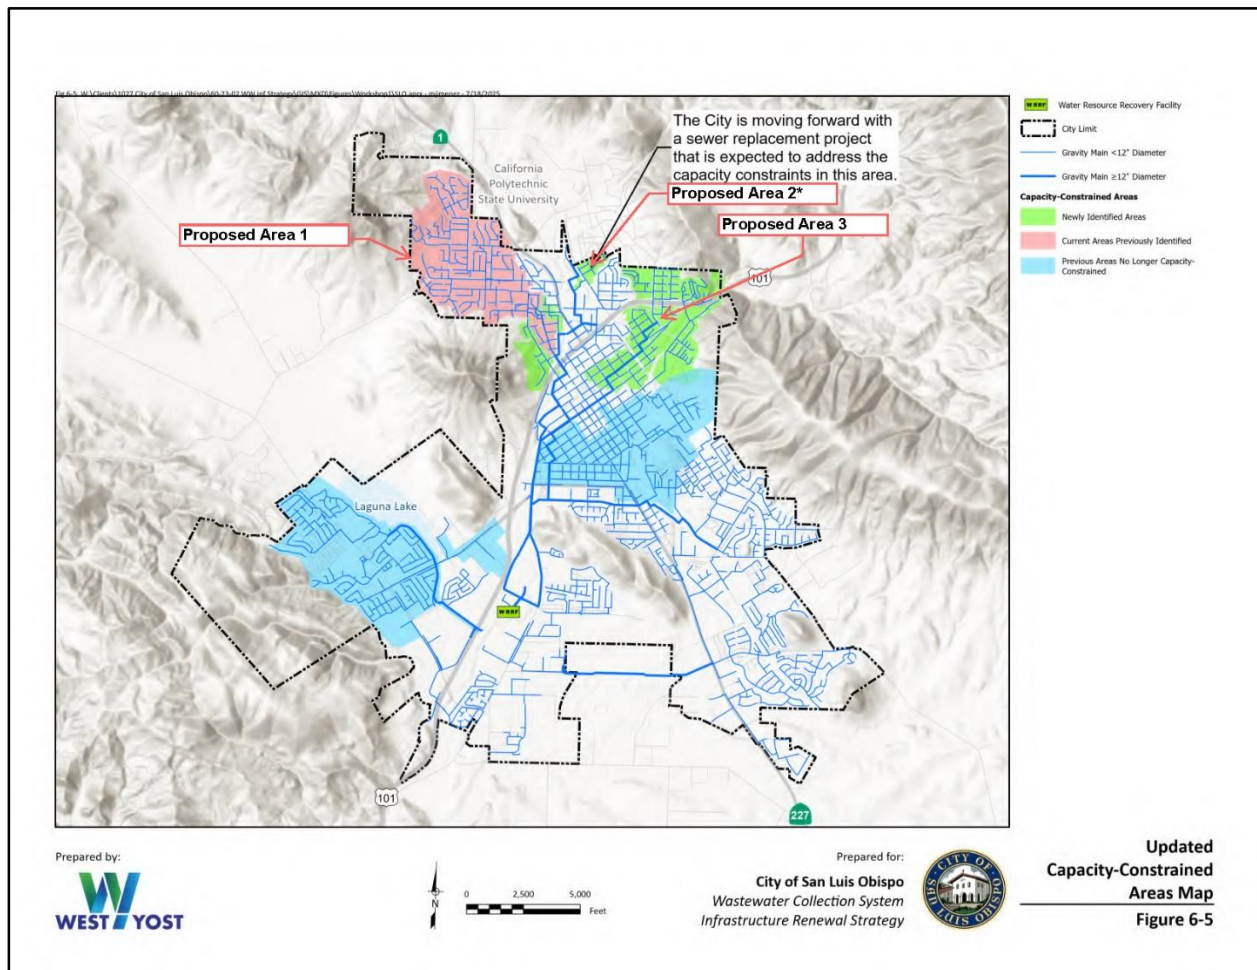 Fig 6-5: W:\Clients\1027 City of San Luis Obispo\60-23-02 WW Inf Strategy\GIS\MXD\Figures\Workshop1\SLO.aprx - mjimenez - 7/18/2025
The City is moving forward with
a sewer replacement project
that is expected to address the
capacity constraints in this area.
1
California
Polytechnic
State University
Proposed Area 2*
Proposed Area 1
Proposed Area 3
101
Laguna Lake
WRRF
101
227
WRRF Water Resource Recovery Facility
City Limit
Gravity Main <12" Diameter
Gravity Main ≥12" Diameter
Capacity-Constrained Areas
Newly Identified Areas
Current Areas Previously Identified
Previous Areas No Longer Capacity-
Constrained
Prepared by:
WEST YOST
N
0 2,500 5,000
Feet
Prepared for:
City of San Luis Obispo
Wastewater Collection System
Infrastructure Renewal Strategy
CITY OF
SAN LUIS OBISPO
Updated
Capacity-Constrained
Areas Map
Figure 6-5